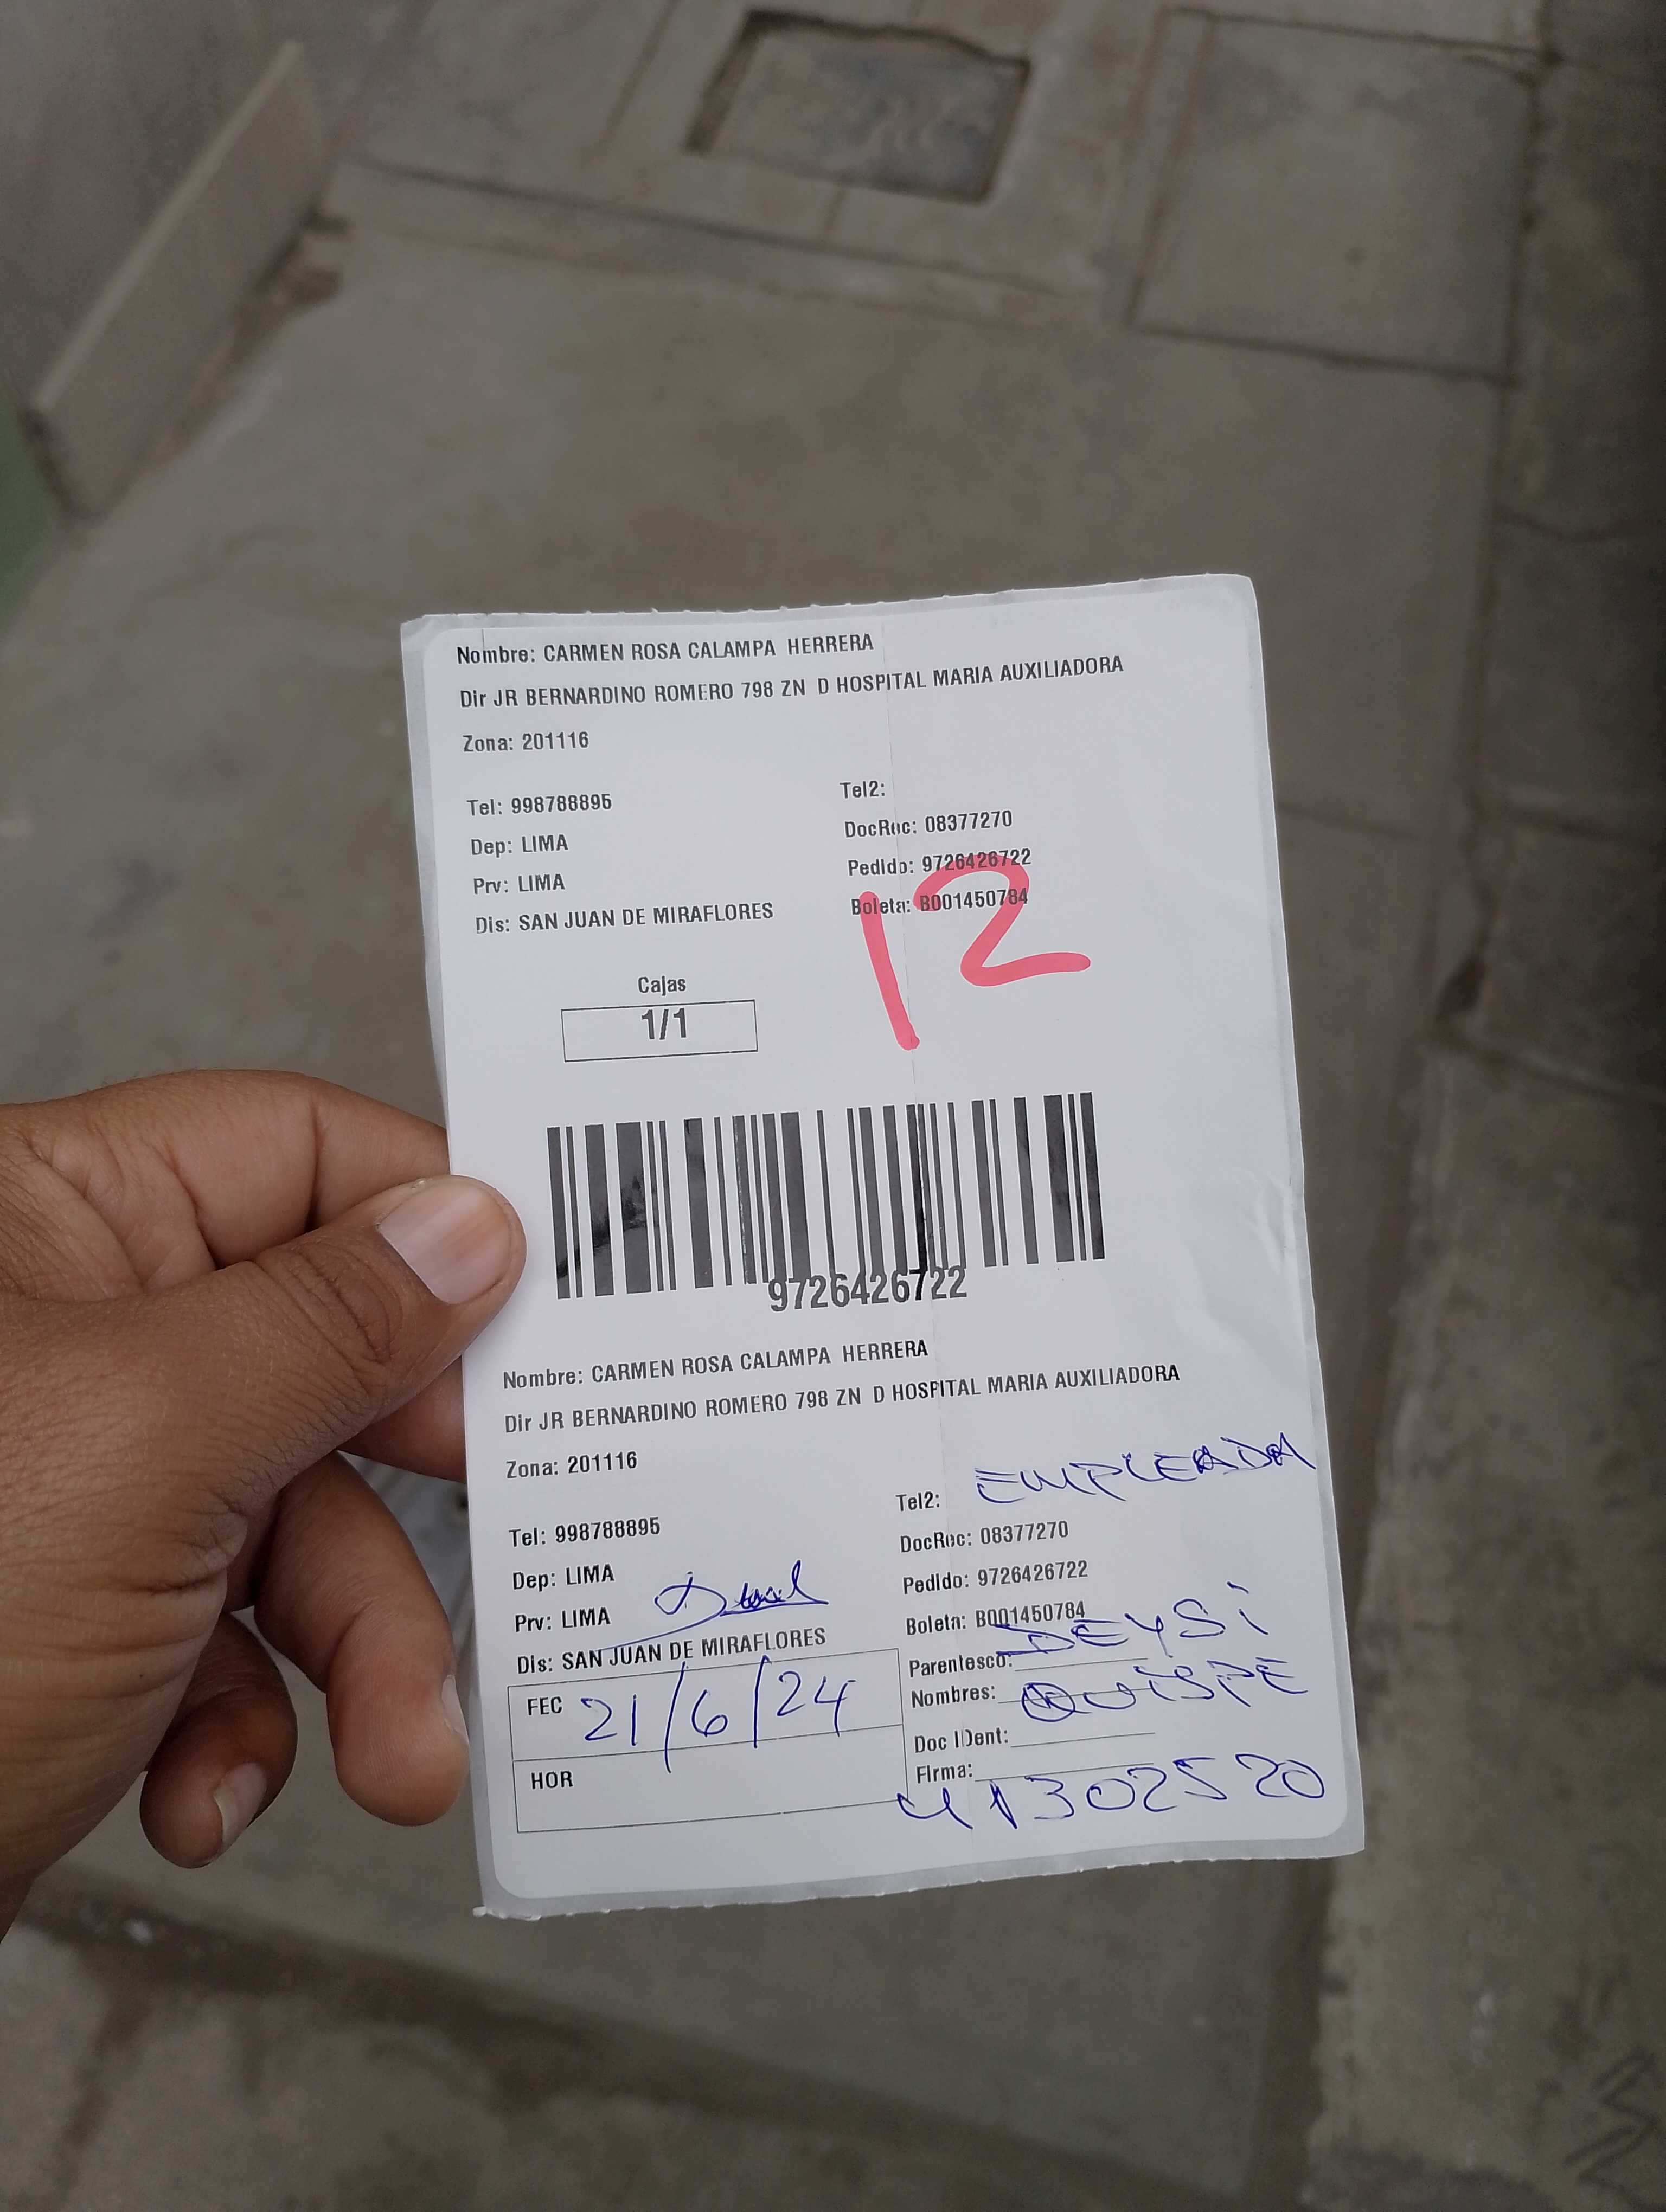 Nombre: CARMEN ROSA CALAMPA HERRERA
Dir JR BERNARDINO ROMERO 798 ZN D HOSPITAL MARIA AUXILIADORA
Zona: 201116
Tel: 998788895
Dep: LIMA
Prv: LIMA
Dis: SAN JUAN DE MIRAFLORES
Tel2:
DocRec: 08377270
Pedido: 9726426722
Boleta: B001450784
12
Cajas
1/1
9726426722
Nombre: CARMEN ROSA CALAMPA HERRERA
Dir JR BERNARDINO ROMERO 798 ZN D HOSPITAL MARIA AUXILIADORA
Zona: 201116
Tel: 998788895
Dep: LIMA
Prv: LIMA
Dis: SAN JUAN DE MIRAFLORES
FEC 21/6/24
HOR
EMPLEADA
Tel2:
DocRec: 08377270
Pedido: 9726426722
Boleta: B001450784
DEYSI
Parentesco:
Nombres: QUISPE
Doc IDent:
Firma:
41302520